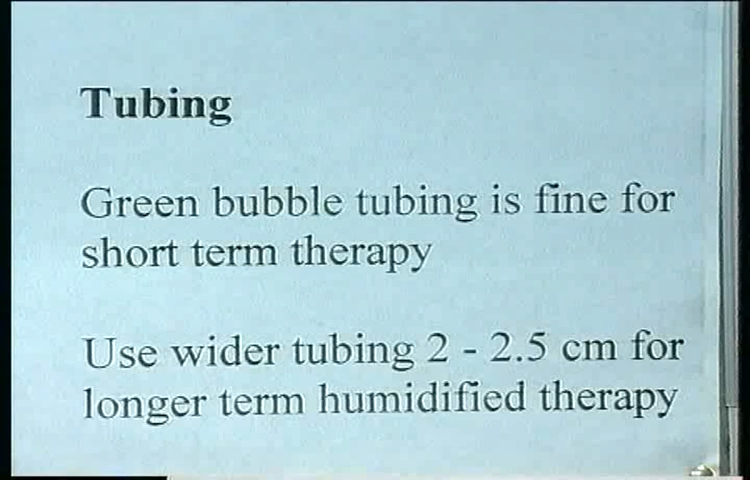 Tubing
Green bubble tubing is fine for
short term therapy
Use wider tubing 2 - 2.5 cm for
longer term humidified therapy